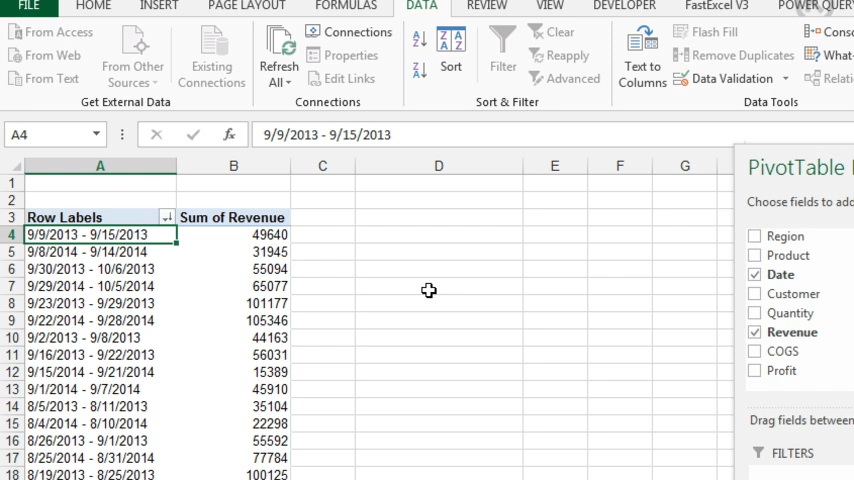 FILE HOME INSERT PAGE LAYOUT FORMULAS DATA REVIEW VIEW DEVELOPER FastExcel V3 POWER QUERY
From Access
From Web
From Text
From Other Sources
Existing Connections
Get External Data
Refresh All
Connections
Properties
Edit Links
Connections
Sort
Filter
Clear
Reapply
Advanced
Sort & Filter
Text to Columns
Flash Fill
Remove Duplicates
Data Validation
Data Tools
A4 fx 9/9/2013 - 9/15/2013
A B C D E F G
1
2
3 Row Labels Sum of Revenue
4 9/9/2013 - 9/15/2013 49640
5 9/8/2014 - 9/14/2014 31945
6 9/30/2013 - 10/6/2013 55094
7 9/29/2014 - 10/5/2014 65077
8 9/23/2013 - 9/29/2013 101177
9 9/22/2014 - 9/28/2014 105346
10 9/2/2013 - 9/8/2013 44163
11 9/16/2013 - 9/22/2013 56031
12 9/15/2014 - 9/21/2014 15389
13 9/1/2014 - 9/7/2014 45910
14 8/5/2013 - 8/11/2013 35104
15 8/4/2014 - 8/10/2014 22298
16 8/26/2013 - 9/1/2013 55592
17 8/25/2014 - 8/31/2014 77784
18 8/19/2013 - 8/25/2013 100125
PivotTable
Choose fields to add
Region
Product
Date
Customer
Quantity
Revenue
COGS
Profit
Drag fields between
FILTERS